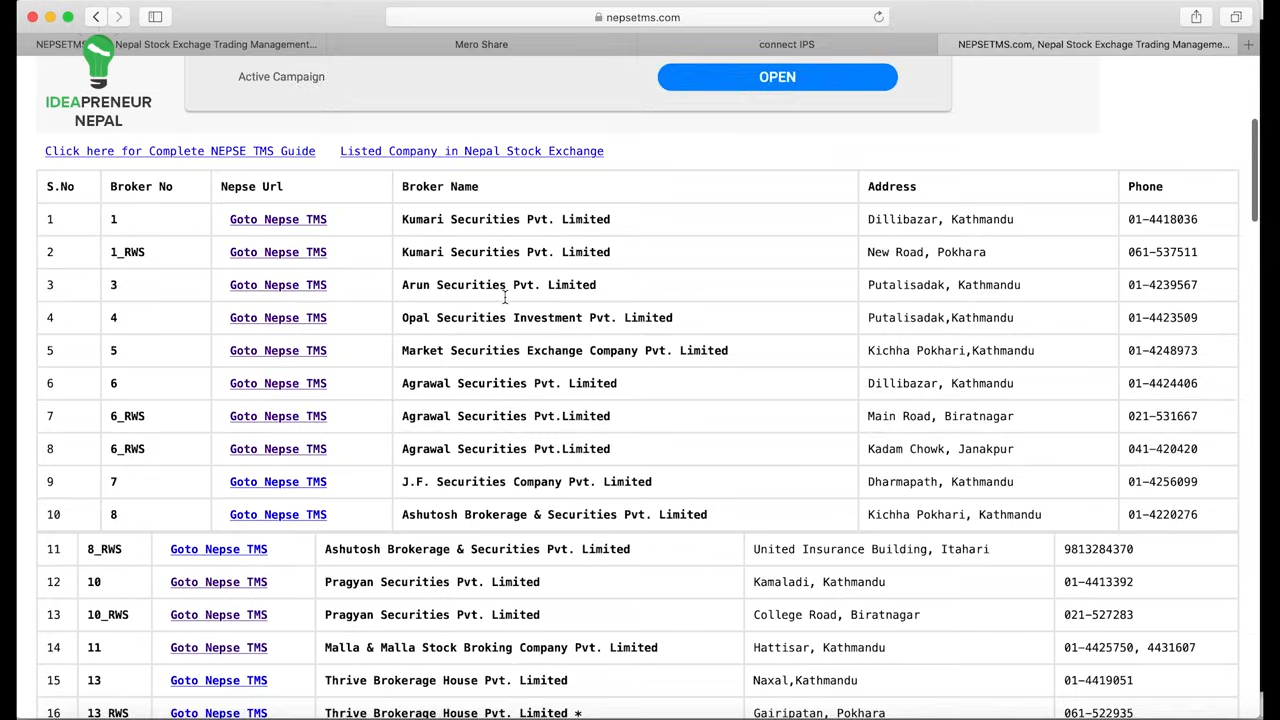 nepsetms.com
NEPSETMS
Nepal Stock Exchage Trading Management...
Mero Share
connect IPS
NEPSETMS.com, Nepal Stock Exchage Trading Manageme...
IDEAPRENEUR
NEPAL
Active Campaign
OPEN
Click here for Complete NEPSE TMS Guide Listed Company in Nepal Stock Exchange
S.No Broker No Nepse Url Broker Name Address Phone
1 1 Goto Nepse TMS Kumari Securities Pvt. Limited Dillibazar, Kathmandu 01-4418036
2 1_RWS Goto Nepse TMS Kumari Securities Pvt. Limited New Road, Pokhara 061-537511
3 3 Goto Nepse TMS Arun Securities Pvt. Limited Putalisadak, Kathmandu 01-4239567
4 4 Goto Nepse TMS Opal Securities Investment Pvt. Limited Putalisadak,Kathmandu 01-4423509
5 5 Goto Nepse TMS Market Securities Exchange Company Pvt. Limited Kichha Pokhari,Kathmandu 01-4248973
6 6 Goto Nepse TMS Agrawal Securities Pvt. Limited Dillibazar, Kathmandu 01-4424406
7 6_RWS Goto Nepse TMS Agrawal Securities Pvt.Limited Main Road, Biratnagar 021-531667
8 6_RWS Goto Nepse TMS Agrawal Securities Pvt.Limited Kadam Chowk, Janakpur 041-420420
9 7 Goto Nepse TMS J.F. Securities Company Pvt. Limited Dharmapath, Kathmandu 01-4256099
10 8 Goto Nepse TMS Ashutosh Brokerage & Securities Pvt. Limited Kichha Pokhari, Kathmandu 01-4220276
11 8_RWS Goto Nepse TMS Ashutosh Brokerage & Securities Pvt. Limited United Insurance Building, Itahari 9813284370
12 10 Goto Nepse TMS Pragyan Securities Pvt. Limited Kamaladi, Kathmandu 01-4413392
13 10_RWS Goto Nepse TMS Pragyan Securities Pvt. Limited College Road, Biratnagar 021-527283
14 11 Goto Nepse TMS Malla & Malla Stock Broking Company Pvt. Limited Hattisar, Kathmandu 01-4425750, 4431607
15 13 Goto Nepse TMS Thrive Brokerage House Pvt. Limited Naxal,Kathmandu 01-4419051
16 13_RWS Goto Nepse TMS Thrive Brokerage House Pvt. Limited * Gairipatan, Pokhara 061-522935